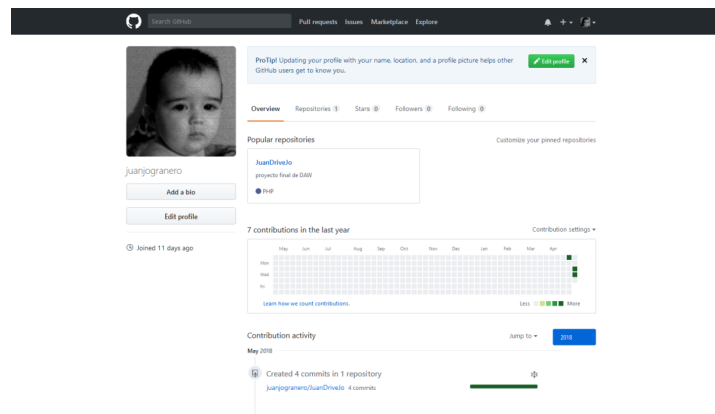 Search GitHub
Pull requests Issues Marketplace Explore
ProTip! Updating your profile with your name, location, and a profile picture helps other
GitHub users get to know you.
Edit profile
Overview Repositories 1 Stars 0 Followers 0 Following 0
Popular repositories
Customize your pinned repositories
JuanDriveJo
proyecto final de DAW
PHP
juanjogranero
Add a bio
Edit profile
Joined 11 days ago
7 contributions in the last year
Contribution settings
May Jun Jul Aug Sep Oct Nov Dec Jan Feb Mar Apr
Mon
Wed
Fri
Learn how we count contributions.
Less More
Contribution activity
Jump to
2018
May 2018
Created 4 commits in 1 repository
juanjogranero/JuanDriveJo 4 commits